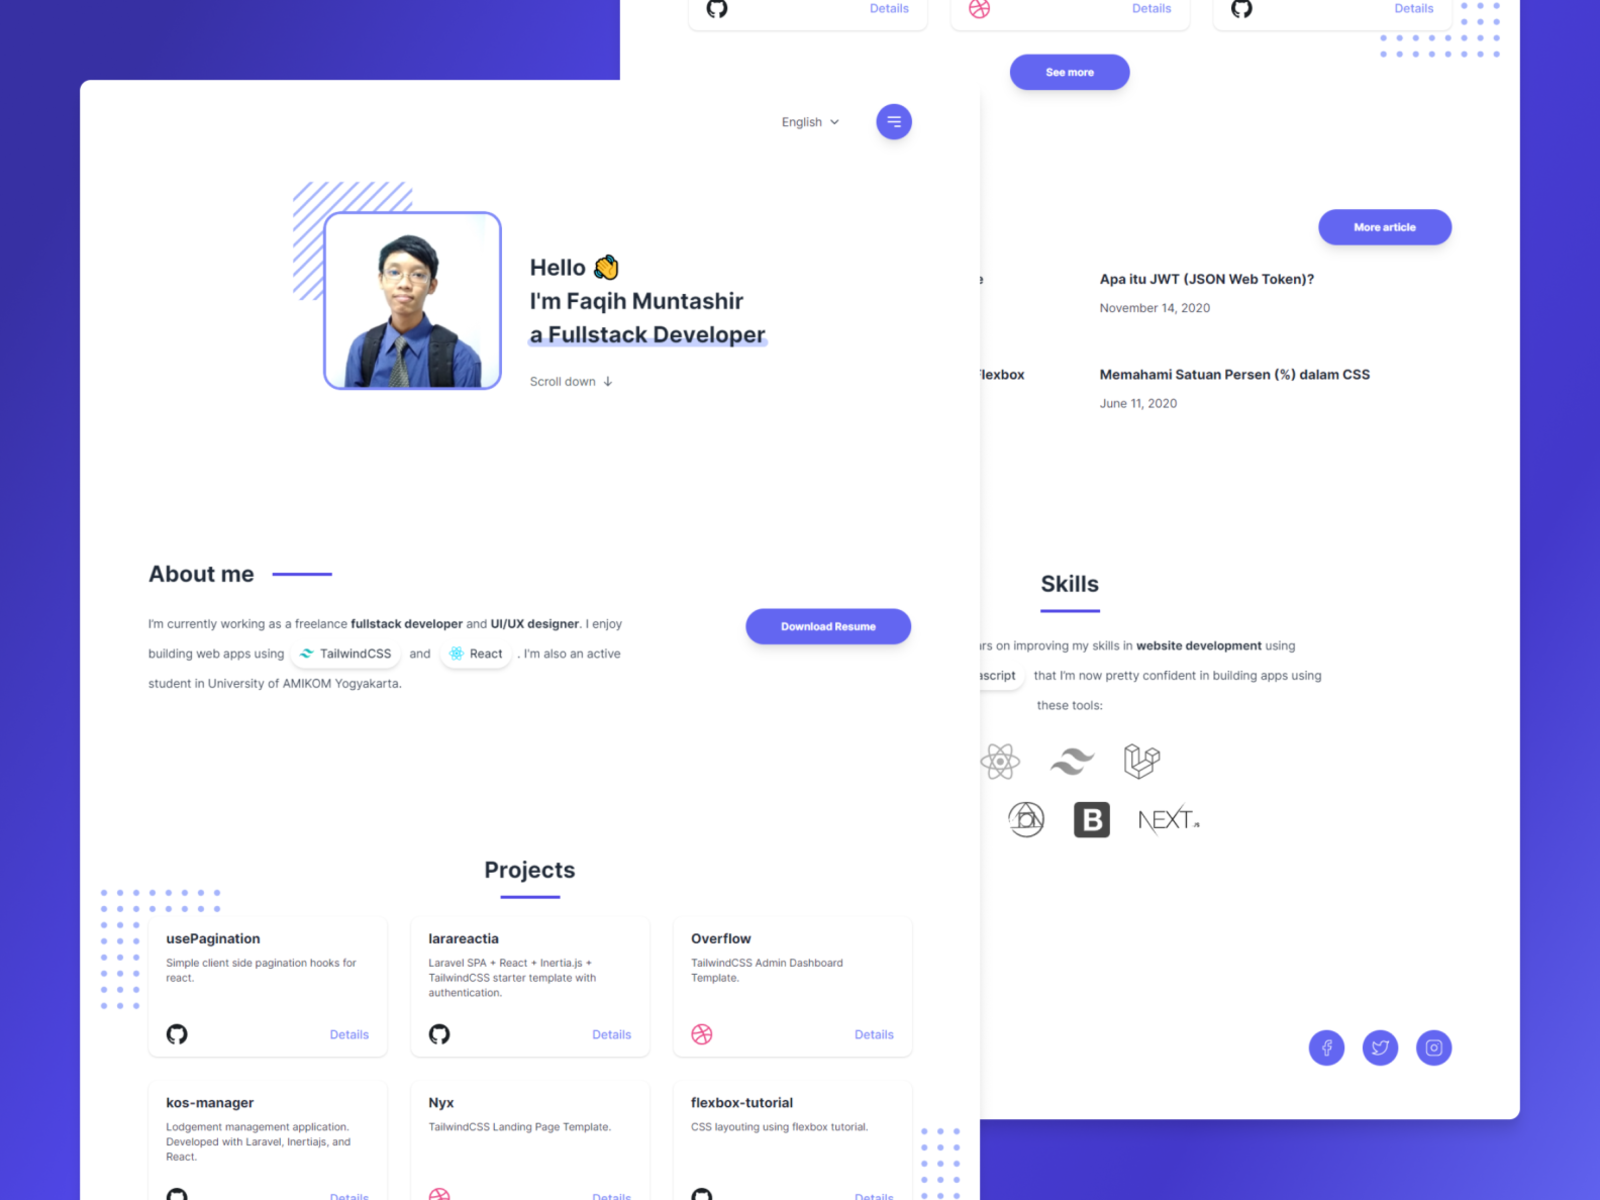 English
Hello
I'm Faqih Muntashir
a Fullstack Developer
Scroll down
About me
I'm currently working as a freelance fullstack developer and UI/UX designer. I enjoy
building web apps using TailwindCSS and React . I'm also an active
student in University of AMIKOM Yogyakarta.
Download Resume
Projects
usePagination
Simple client side pagination hooks for
react.
Details
larareactia
Laravel SPA + React + Inertia.js +
TailwindCSS starter template with
authentication.
Details
Overflow
TailwindCSS Admin Dashboard
Template.
Details
kos-manager
Lodgement management application.
Developed with Laravel, Inertiajs, and
React.
Details
Nyx
TailwindCSS Landing Page Template.
Details
flexbox-tutorial
CSS layouting using flexbox tutorial.
Details
Details
Details
Details
See more
More article
Apa itu JWT (JSON Web Token)?
November 14, 2020
lexbox
Memahami Satuan Persen (%) dalam CSS
June 11, 2020
Skills
rs on improving my skills in website development using
ascript that I'm now pretty confident in building apps using
these tools:
B
NEXT.JS